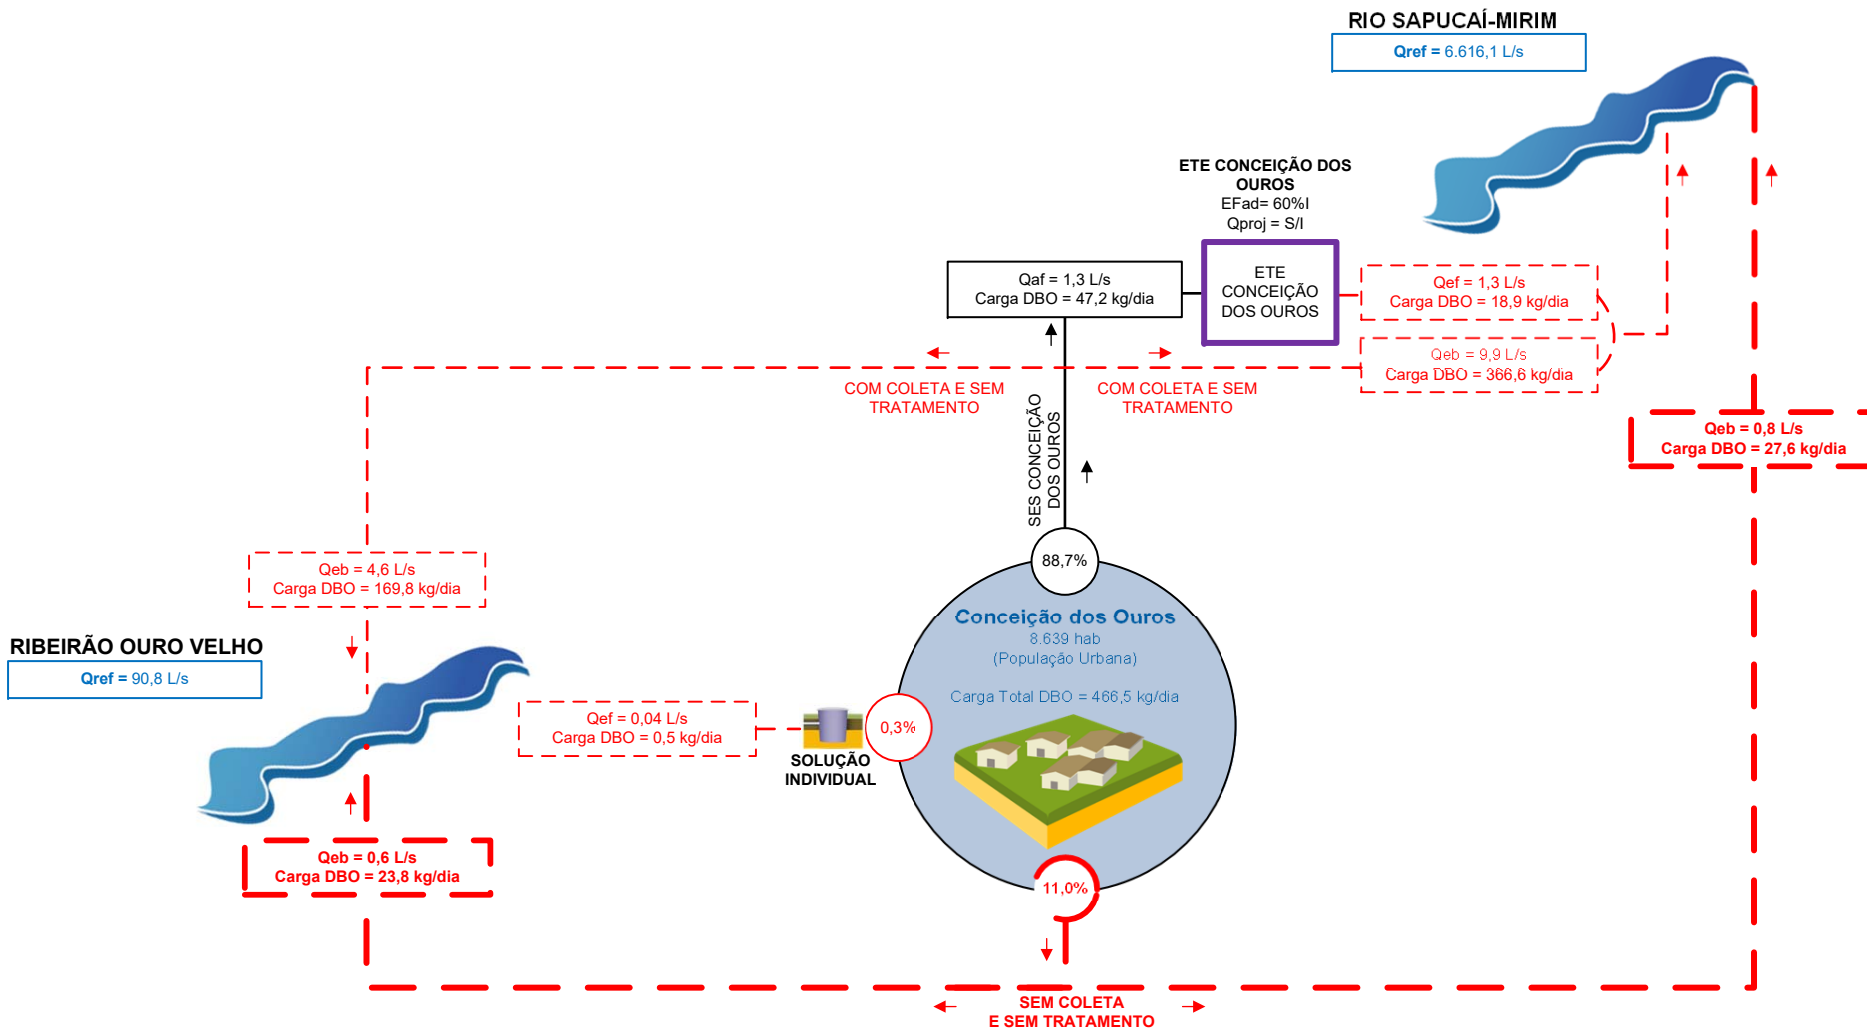 RIO SAPUCAÍ-MIRIM
Qref = 6.616,1 L/s
ETE CONCEIÇÃO DOS
OUROS
EFad= 60%I
Qproj = S/I
ETE
CONCEIÇÃO
DOS OUROS
Qaf = 1,3 L/s
Carga DBO = 47,2 kg/dia
Qef = 1,3 L/s
Carga DBO = 18,9 kg/dia
Qeb = 9,9 L/s
Carga DBO = 366,6 kg/dia
COM COLETA E SEM
TRATAMENTO
COM COLETA E SEM
TRATAMENTO
SES CONCEIÇÃO
DOS OUROS
Qeb = 0,8 L/s
Carga DBO = 27,6 kg/dia
Qeb = 4,6 L/s
Carga DBO = 169,8 kg/dia
88,7%
Conceição dos Ouros
8.639 hab
(População Urbana)
Carga Total DBO = 466,5 kg/dia
RIBEIRÃO OURO VELHO
Qref = 90,8 L/s
Qef = 0,04 L/s
Carga DBO = 0,5 kg/dia
0,3%
SOLUÇÃO
INDIVIDUAL
Qeb = 0,6 L/s
Carga DBO = 23,8 kg/dia
11,0%
SEM COLETA
E SEM TRATAMENTO